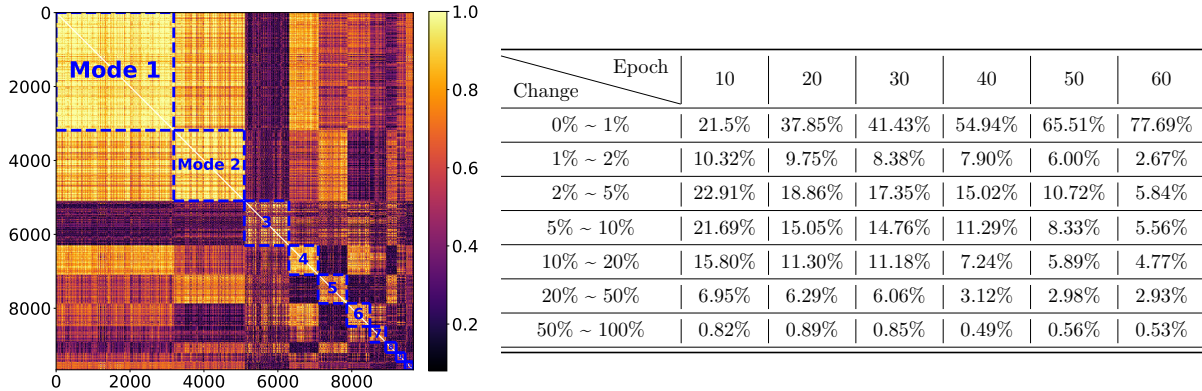 0
2000
4000
6000
8000
0 2000 4000 6000 8000
Mode 1
Mode 2
3
4
5
6
7
1.0
0.8
0.6
0.4
0.2
Epoch
Change
10 20 30 40 50 60
0% ~ 1% 21.5% 37.85% 41.43% 54.94% 65.51% 77.69%
1% ~ 2% 10.32% 9.75% 8.38% 7.90% 6.00% 2.67%
2% ~ 5% 22.91% 18.86% 17.35% 15.02% 10.72% 5.84%
5% ~ 10% 21.69% 15.05% 14.76% 11.29% 8.33% 5.56%
10% ~ 20% 15.80% 11.30% 11.18% 7.24% 5.89% 4.77%
20% ~ 50% 6.95% 6.29% 6.06% 3.12% 2.98% 2.93%
50% ~ 100% 0.82% 0.89% 0.85% 0.49% 0.56% 0.53%